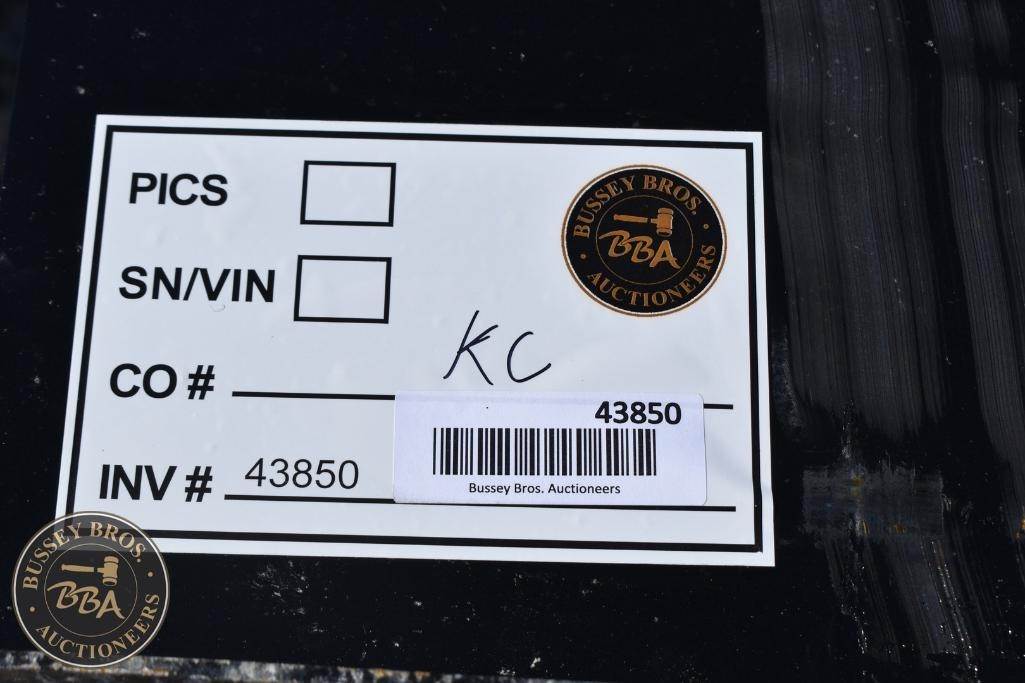 PICS
BUSSEY BROS.
BBA
AUCTIONEERS
SN/VIN
KC
CO #
43850
INV # 43850
Bussey Bros. Auctioneers
BUSSEY BROS.
BBA
AUCTIONEERS